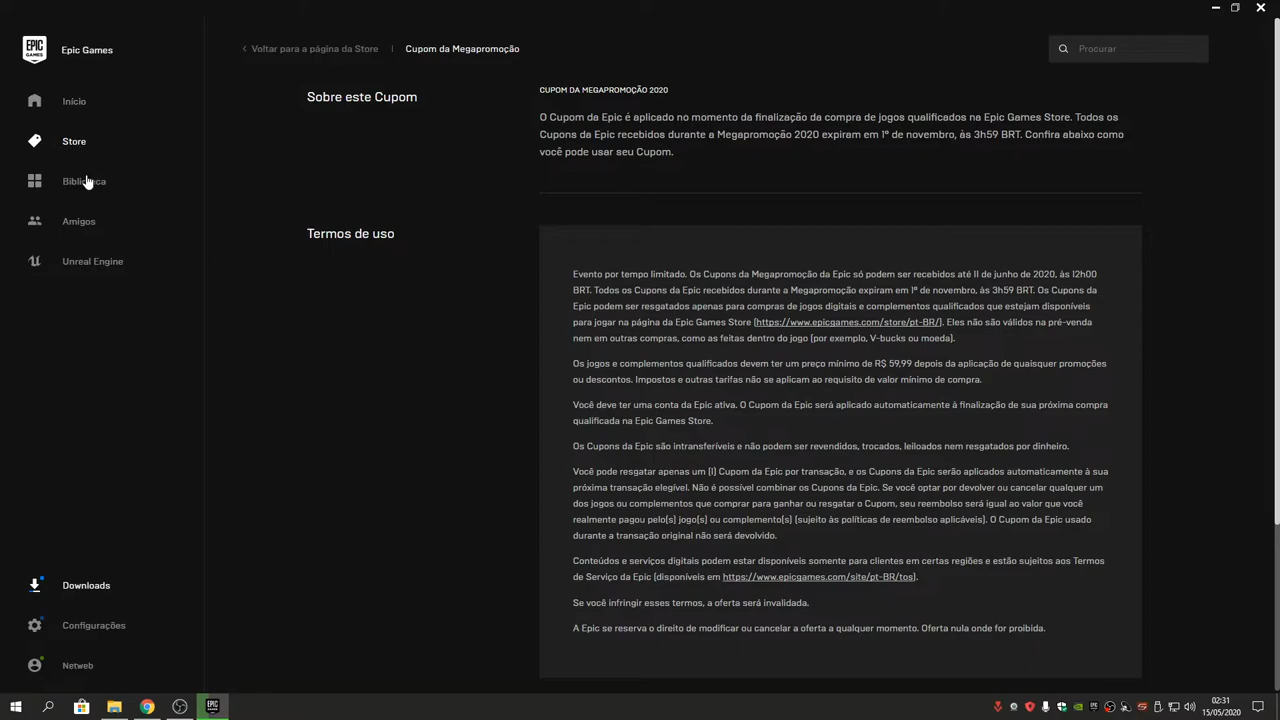 EPIC GAMES
Epic Games
Voltar para a página da Store
Cupom da Megapromoção
Procurar
Início
Store
Biblioteca
Amigos
Unreal Engine
Sobre este Cupom
CUPOM DA MEGAPROMOÇÃO 2020
O Cupom da Epic é aplicado no momento da finalização da compra de jogos qualificados na Epic Games Store. Todos os
Cupons da Epic recebidos durante a Megapromoção 2020 expiram em 1º de novembro, às 3h59 BRT. Confira abaixo como
você pode usar seu Cupom.
Termos de uso
Evento por tempo limitado. Os Cupons da Megapromoção da Epic só podem ser recebidos até 11 de junho de 2020, às 12h00
BRT. Todos os Cupons da Epic recebidos durante a Megapromoção expiram em 1º de novembro, às 3h59 BRT. Os Cupons da
Epic podem ser resgatados apenas para compras de jogos digitais e complementos qualificados que estejam disponíveis
para jogar na página da Epic Games Store (https://www.epicgames.com/store/pt-BR/). Eles não são válidos na pré-venda
nem em outras compras, como as feitas dentro do jogo (por exemplo, V-bucks ou moeda).
Os jogos e complementos qualificados devem ter um preço mínimo de R$ 59,99 depois da aplicação de quaisquer promoções
ou descontos. Impostos e outras tarifas não se aplicam ao requisito de valor mínimo de compra.
Você deve ter uma conta da Epic ativa. O Cupom da Epic será aplicado automaticamente à finalização de sua próxima compra
qualificada na Epic Games Store.
Os Cupons da Epic são intransferíveis e não podem ser revendidos, trocados, leiloados nem resgatados por dinheiro.
Você pode resgatar apenas um (1) Cupom da Epic por transação, e os Cupons da Epic serão aplicados automaticamente à sua
próxima transação elegível. Não é possível combinar os Cupons da Epic. Se você optar por devolver ou cancelar qualquer um
dos jogos ou complementos que comprar para ganhar ou resgatar o Cupom, seu reembolso será igual ao valor que você
realmente pagou pelo(s) jogo(s) ou complemento(s) (sujeito às políticas de reembolso aplicáveis). O Cupom da Epic usado
durante a transação original não será devolvido.
Conteúdos e serviços digitais podem estar disponíveis somente para clientes em certas regiões e estão sujeitos aos Termos
de Serviço da Epic (disponíveis em https://www.epicgames.com/site/pt-BR/tos).
Se você infringir esses termos, a oferta será invalidada.
A Epic se reserva o direito de modificar ou cancelar a oferta a qualquer momento. Oferta nula onde for proibida.
Downloads
Configurações
Netweb
02:31
15/05/2020